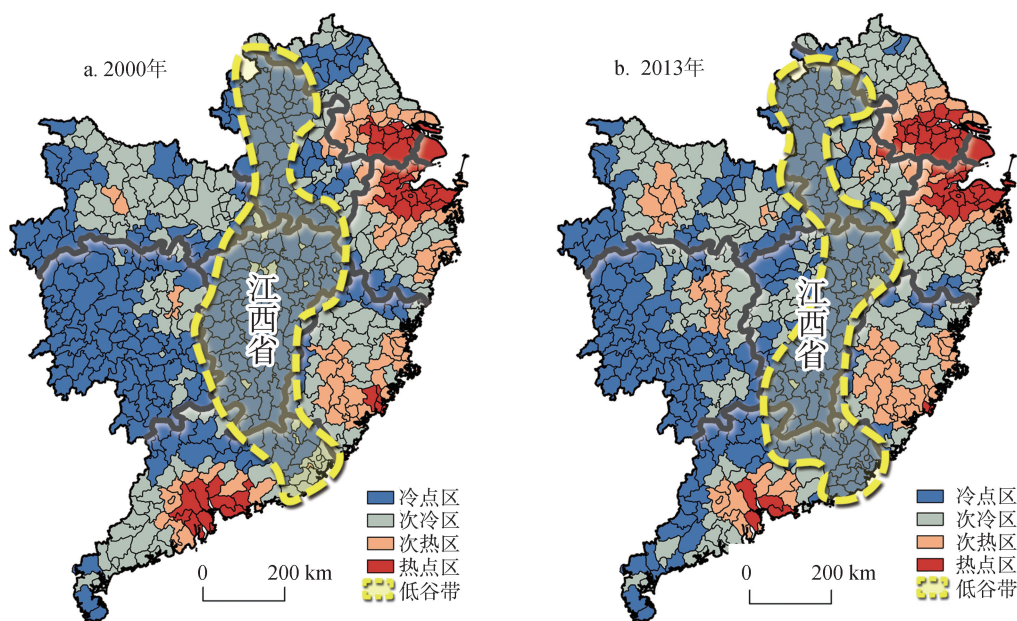 a. 2000年
江西省
冷点区
次冷区
次热区
热点区
低谷带
0 200 km
b. 2013年
江西省
冷点区
次冷区
次热区
热点区
低谷带
0 200 km